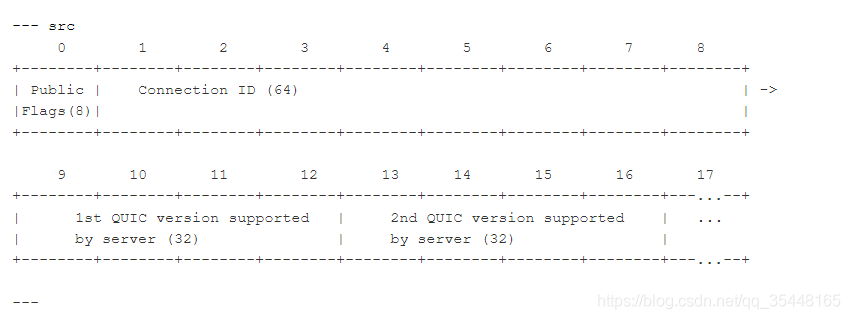 --- src
0 1 2 3 4 5 6 7 8
+--------+--------+--------+--------+--------+--------+--------+--------+--------+
| Public | Connection ID (64) | ->
|Flags(8)| |
+--------+--------+--------+--------+--------+--------+--------+--------+--------+
9 10 11 12 13 14 15 16 17
+--------+--------+--------+--------+--------+--------+--------+--------+---...--+
| 1st QUIC version supported | 2nd QUIC version supported | ...
| by server (32) | by server (32) |
+--------+--------+--------+--------+--------+--------+--------+--------+---...--+
---
https://blog.csdn.net/qq_35448165